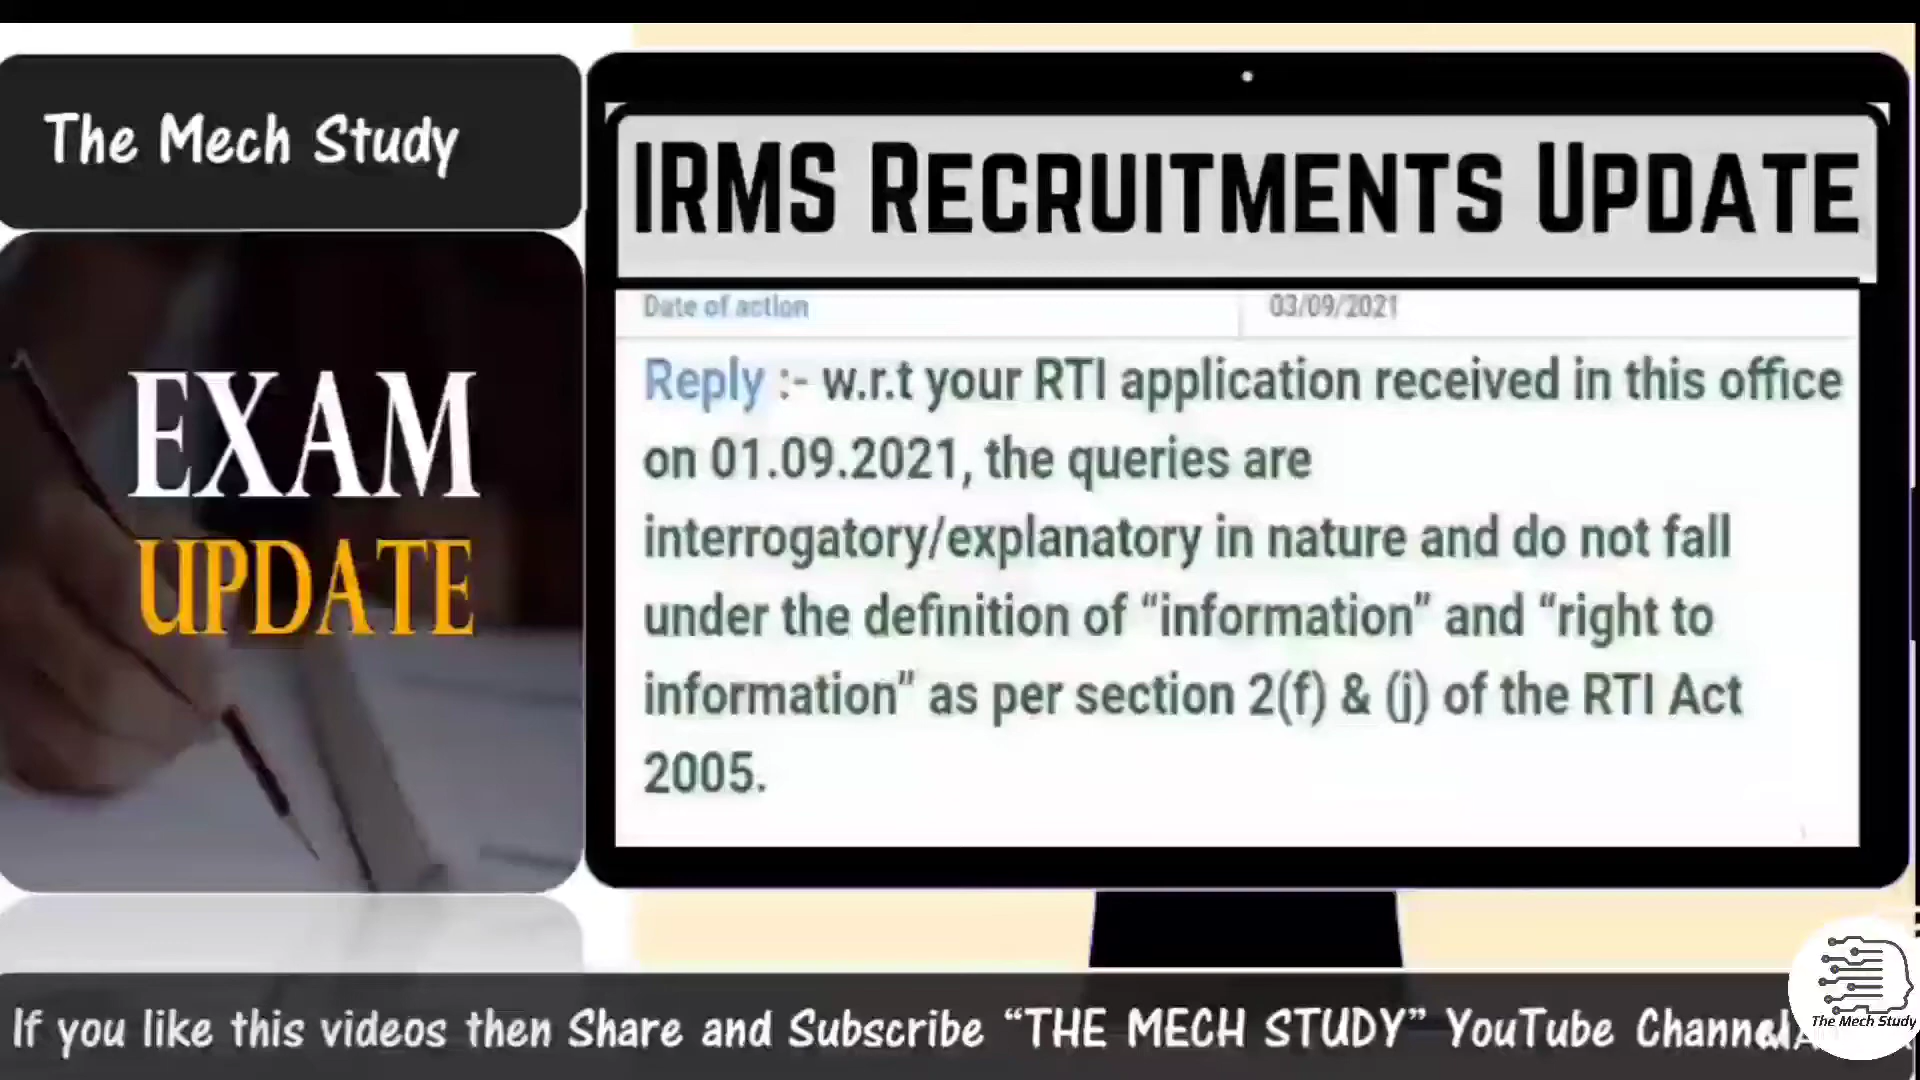 The Mech Study
EXAM
UPDATE
IRMS RECRUITMENTS UPDATE
Date of action 03/09/2021
Reply :- w.r.t your RTI application received in this office
on 01.09.2021, the queries are
interrogatory/explanatory in nature and do not fall
under the definition of “information” and “right to
information” as per section 2(f) & (j) of the RTI Act
2005.
If you like this videos then Share and Subscribe “THE MECH STUDY” YouTube Channel
The Mech Study